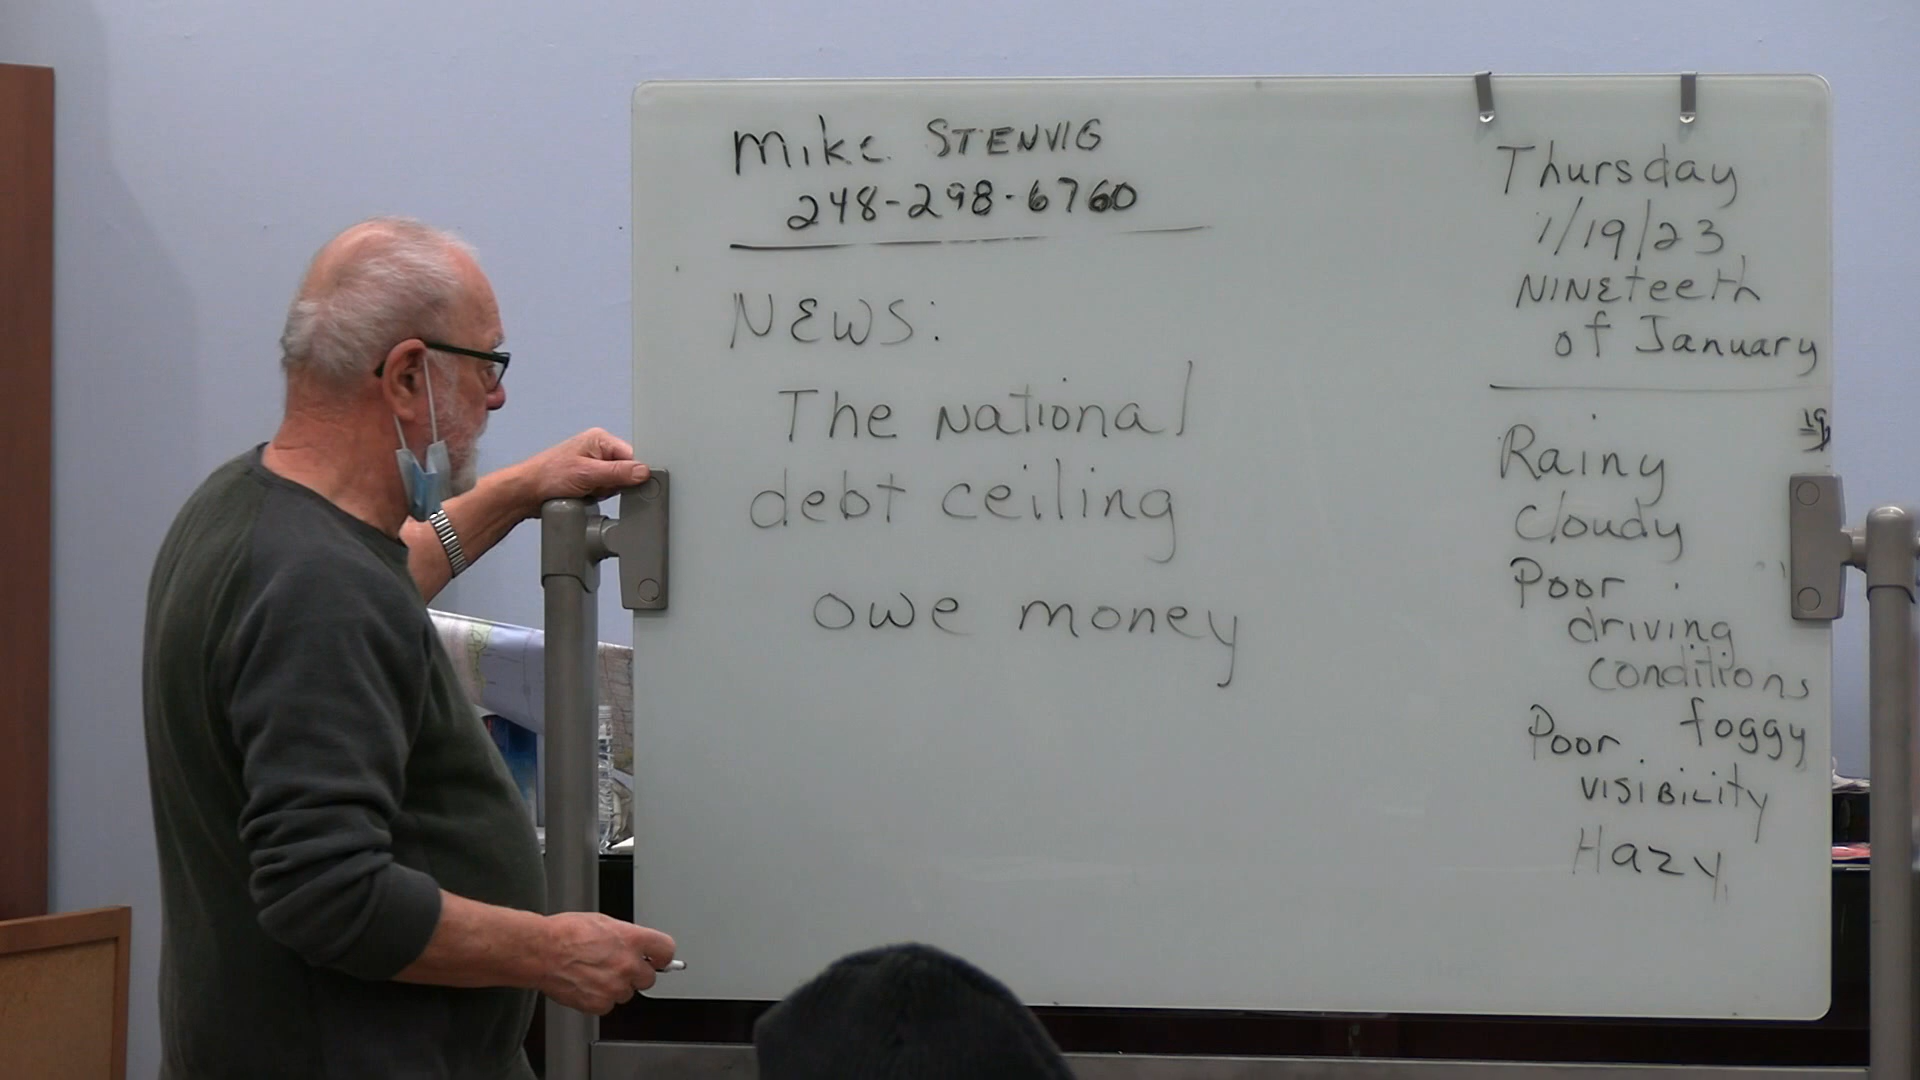 Mike STENVIG
248-298-6760
NEWS:
The National
debt ceiling
owe money
Thursday
1/19/23
NINEteeth
of January
19
Rainy
Cloudy
Poor
driving
conditions
foggy
Poor
visibility
Hazy